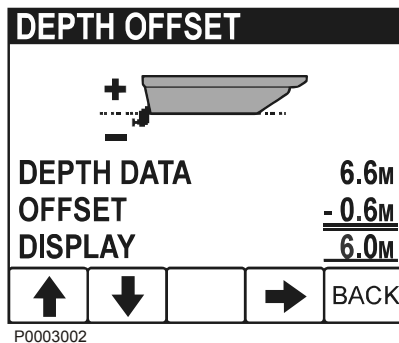 DEPTH OFFSET
+
–
DEPTH DATA 6.6M
OFFSET - 0.6M
DISPLAY 6.0M
BACK
P0003002